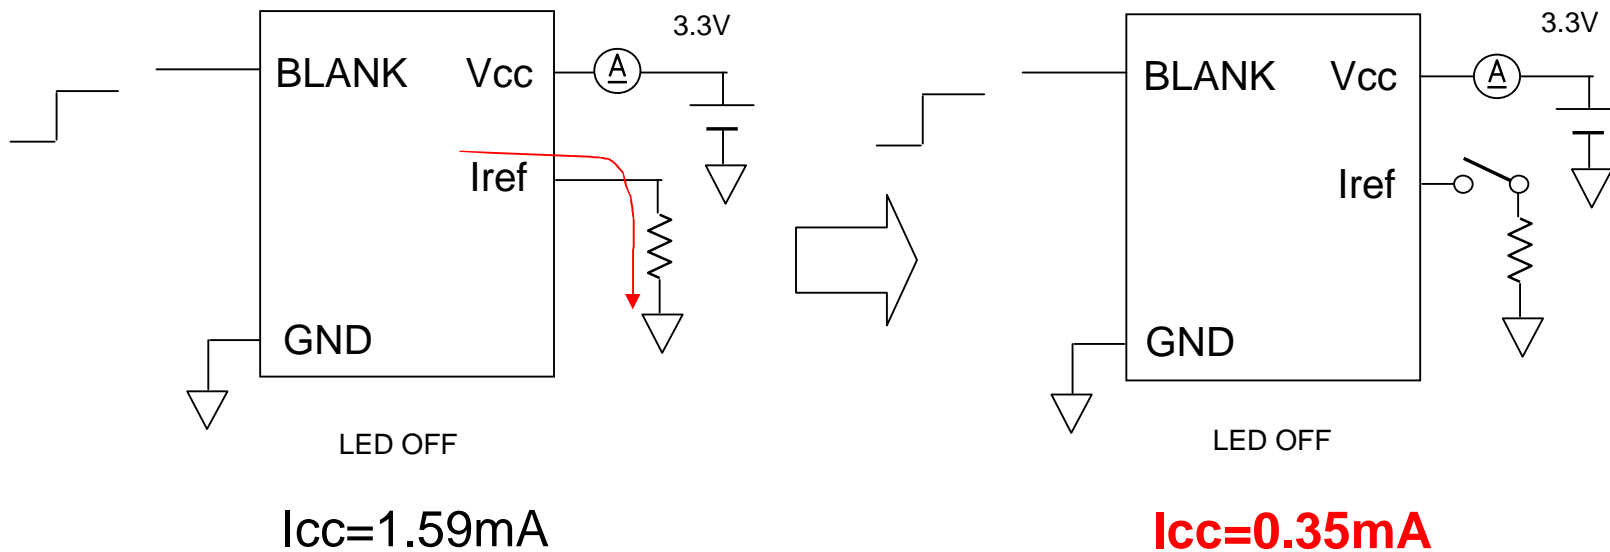 3.3V
BLANK
Vcc
A
Iref
GND
LED OFF
Icc=1.59mA
3.3V
BLANK
Vcc
A
Iref
GND
LED OFF
Icc=0.35mA